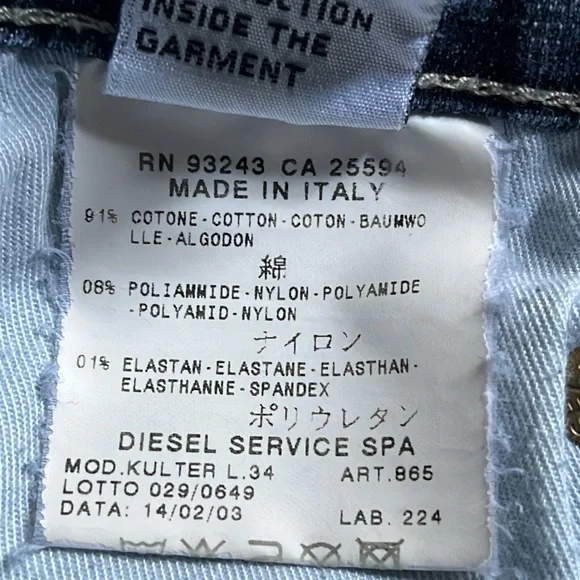 INSIDE THE
GARMENT
RN 93243 CA 25594
MADE IN ITALY
91% COTONE-COTTON-COTON-BAUMWO
LLE-ALGODON
綿
08% POLIAMMIDE-NYLON-POLYAMIDE
-POLYAMID-NYLON
ナイロン
01% ELASTAN-ELASTANE-ELASTHAN-
ELASTHANNE-SPANDEX
ポリウレタン
DIESEL SERVICE SPA
MOD.KULTER L.34 ART.865
LOTTO 029/0649
DATA: 14/02/03 LAB. 224